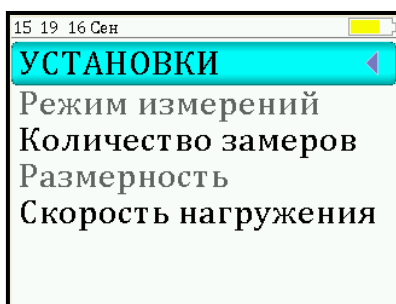 15 19 16 Сен
УСТАНОВКИ
Режим измерений
Количество замеров
Размерность
Скорость нагружения